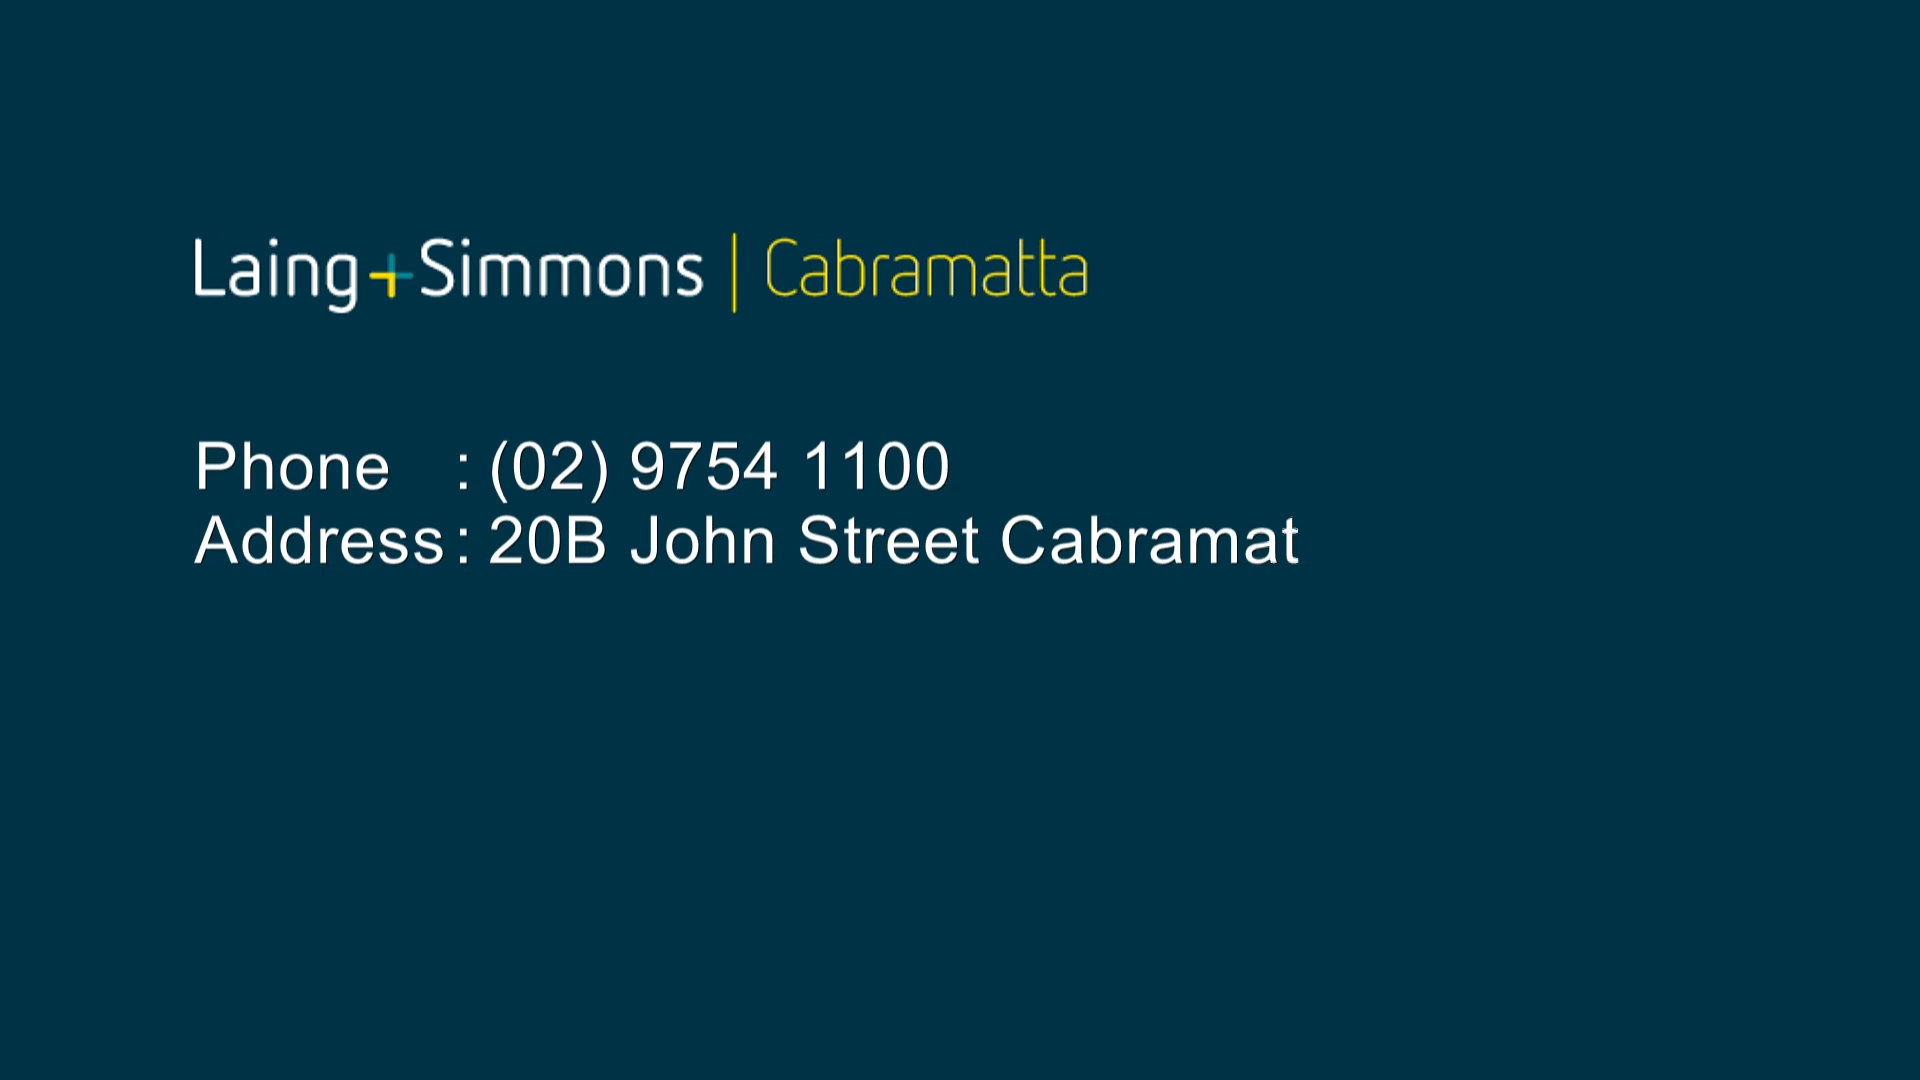 Laing+Simmons | Cabramatta
Phone : (02) 9754 1100
Address : 20B John Street Cabramat